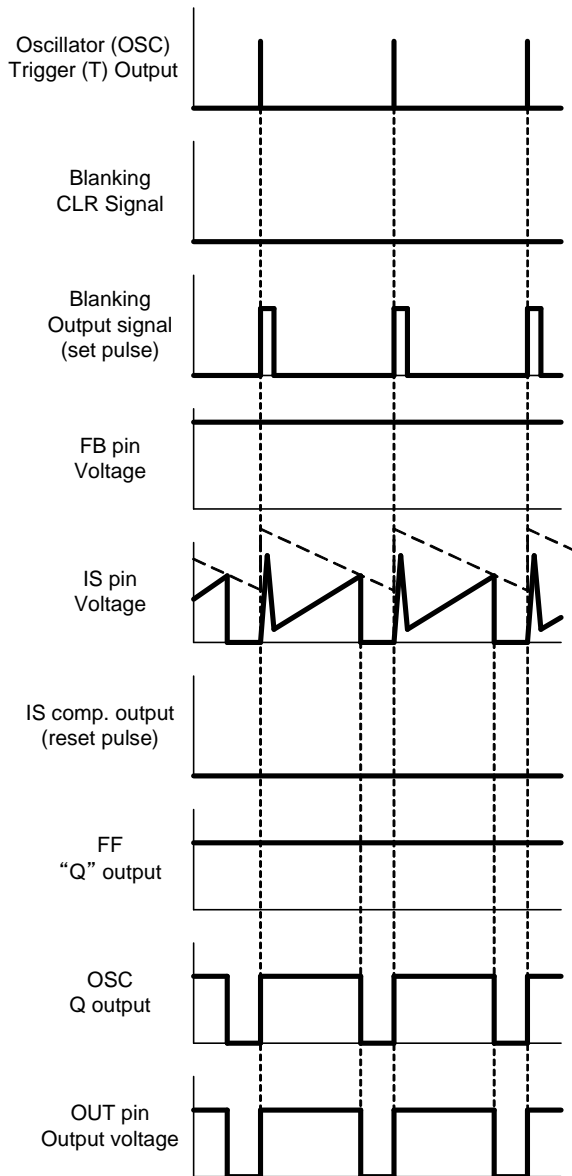 Oscillator (OSC)
Trigger (T) Output
Blanking
CLR Signal
Blanking
Output signal
(set pulse)
FB pin
Voltage
IS pin
Voltage
IS comp. output
(reset pulse)
FF
“Q” output
OSC
Q output
OUT pin
Output voltage